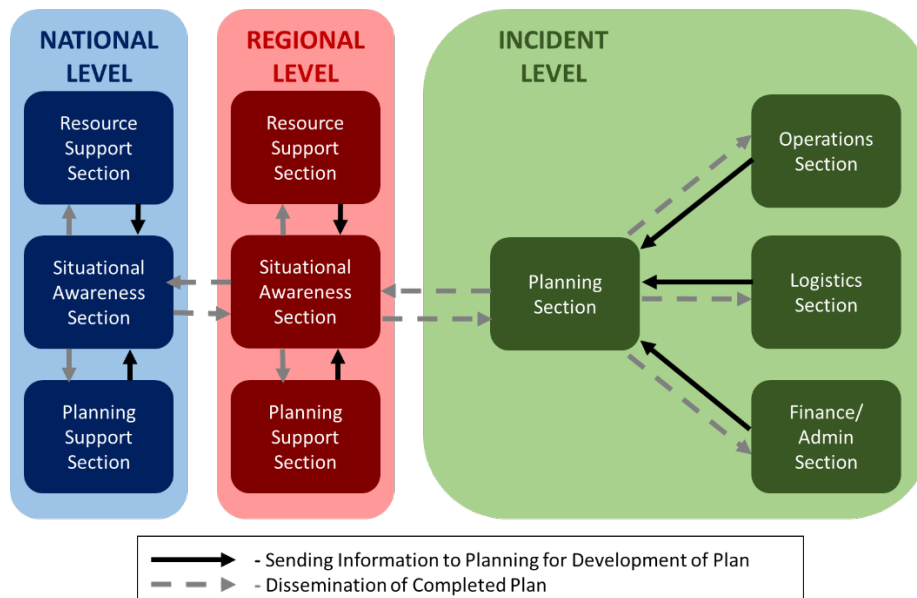 NATIONAL
LEVEL
Resource
Support
Section
Situational
Awareness
Section
Planning
Support
Section
REGIONAL
LEVEL
Resource
Support
Section
Situational
Awareness
Section
Planning
Support
Section
INCIDENT
LEVEL
Planning
Section
Operations
Section
Logistics
Section
Finance/
Admin
Section
- Sending Information to Planning for Development of Plan
- Dissemination of Completed Plan